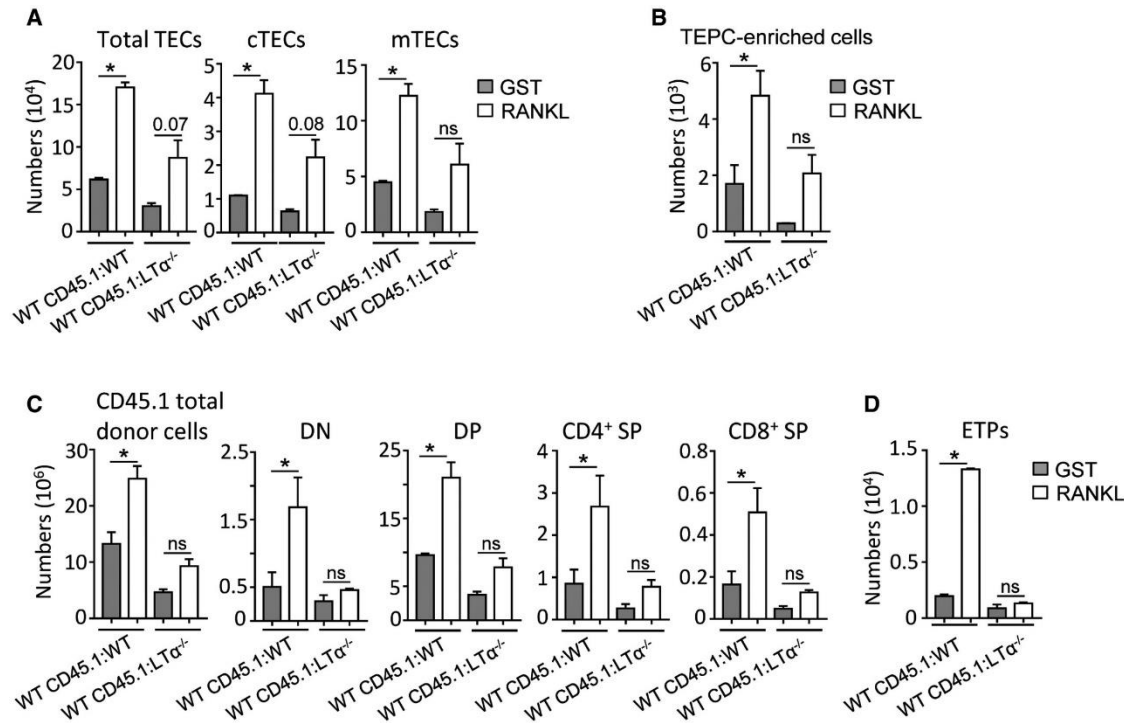 A
Total TECs
cTECs
mTECs
Numbers (10⁴)
20
15
10
5
0
*
0.07
5
4
3
2
1
0
*
0.08
15
10
5
0
*
ns
GST
RANKL
WT CD45.1:WT
WT CD45.1:LTα⁻/⁻
WT CD45.1:WT
WT CD45.1:LTα⁻/⁻
WT CD45.1:WT
WT CD45.1:LTα⁻/⁻
B
TEPC-enriched cells
Numbers (10³)
6
4
2
0
*
ns
GST
RANKL
WT CD45.1:WT
WT CD45.1:LTα⁻/⁻
C
CD45.1 total
donor cells
DN
DP
CD4⁺ SP
CD8⁺ SP
Numbers (10⁶)
30
20
10
0
*
ns
2.5
1.5
0.5
0
*
ns
25
15
5
0
*
ns
4
3
2
1
0
*
ns
0.8
0.6
0.4
0.2
0
*
ns
WT CD45.1:WT
WT CD45.1:LTα⁻/⁻
WT CD45.1:WT
WT CD45.1:LTα⁻/⁻
WT CD45.1:WT
WT CD45.1:LTα⁻/⁻
WT CD45.1:WT
WT CD45.1:LTα⁻/⁻
WT CD45.1:WT
WT CD45.1:LTα⁻/⁻
D
ETPs
Numbers (10⁴)
1.5
1.0
0.5
0
*
ns
GST
RANKL
WT CD45.1:WT
WT CD45.1:LTα⁻/⁻